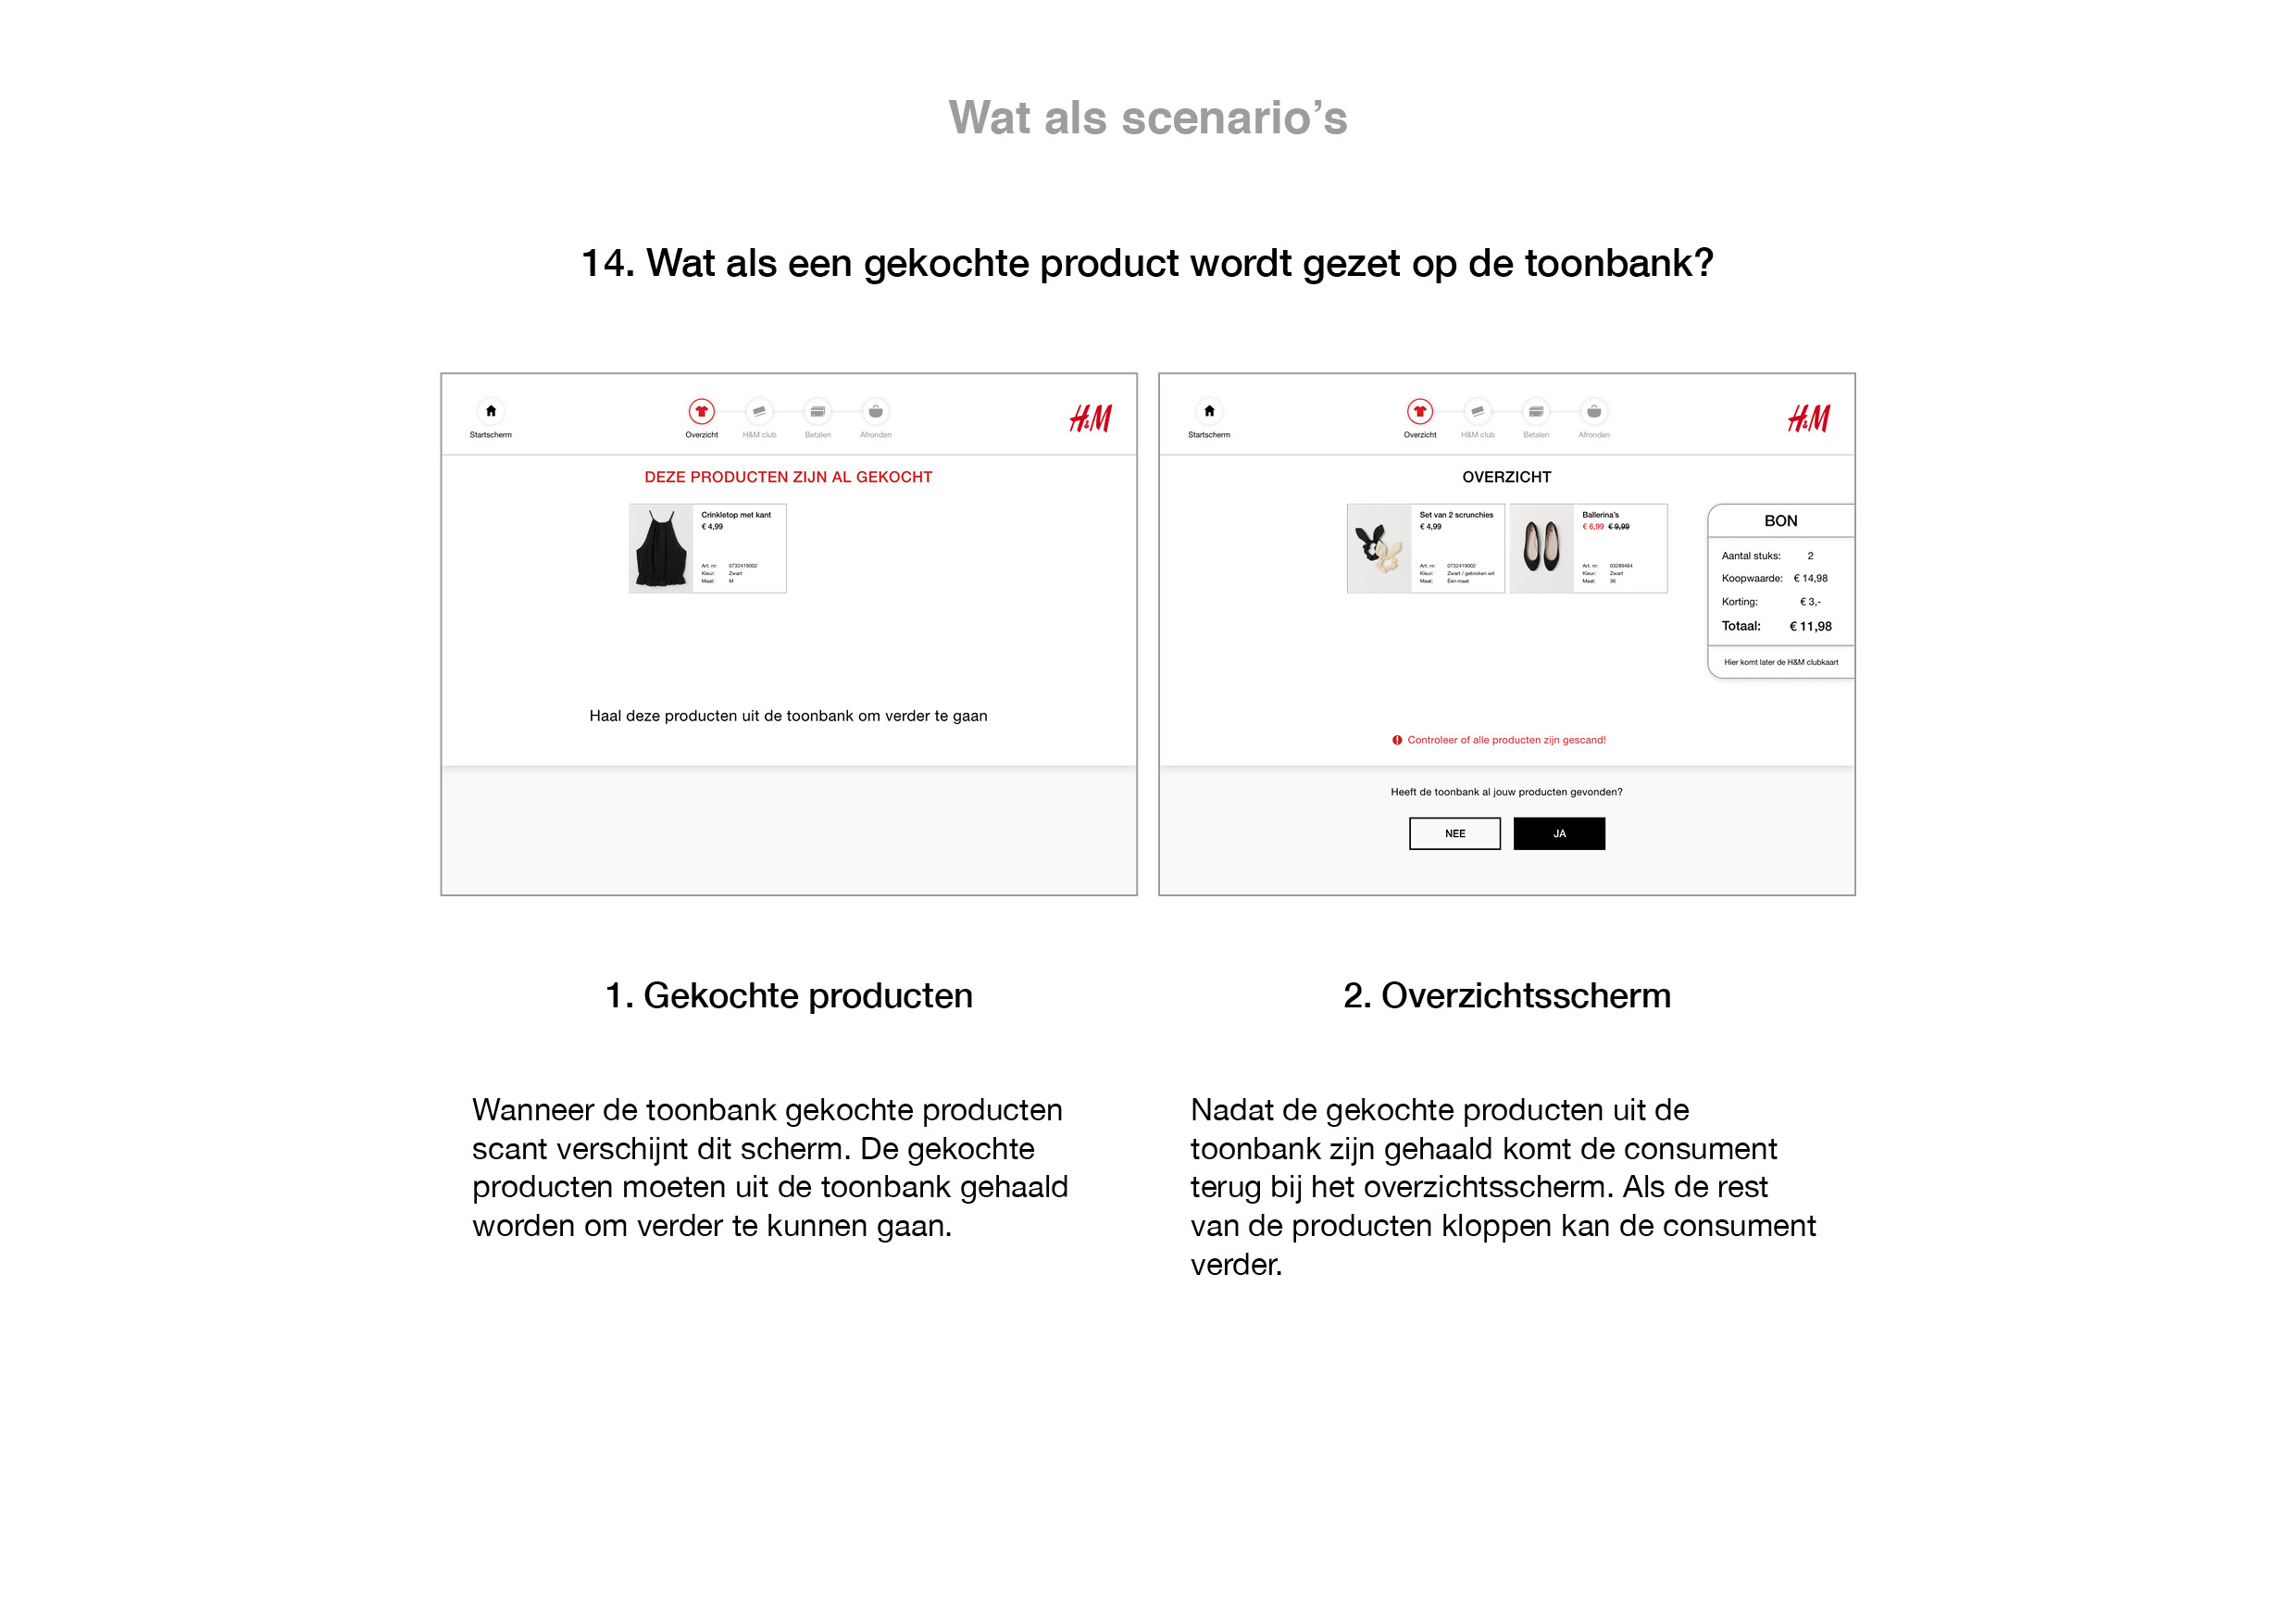 Wat als scenario’s
14. Wat als een gekochte product wordt gezet op de toonbank?
Startscherm
Overzicht
H&M club
Betalen
Afronden
H&M
DEZE PRODUCTEN ZIJN AL GEKOCHT
Crinkletop met kant
€ 4,99
Art. nr: 0732419002
Kleur: Zwart
Maat: M
Haal deze producten uit de toonbank om verder te gaan
Startscherm
Overzicht
H&M club
Betalen
Afronden
H&M
OVERZICHT
Set van 2 scrunchies
€ 4,99
Art. nr: 0732419002
Kleur: Zwart / gebroken wit
Maat: Één maat
Ballerina’s
€ 6,99 € 9,99
Art. nr: 03289484
Kleur: Zwart
Maat: 36
BON
Aantal stuks: 2
Koopwaarde: € 14,98
Korting: € 3,-
Totaal: € 11,98
Hier komt later de H&M clubkaart
Controleer of alle producten zijn gescand!
Heeft de toonbank al jouw producten gevonden?
NEE
JA
1. Gekochte producten
Wanneer de toonbank gekochte producten
scant verschijnt dit scherm. De gekochte
producten moeten uit de toonbank gehaald
worden om verder te kunnen gaan.
2. Overzichtsscherm
Nadat de gekochte producten uit de
toonbank zijn gehaald komt de consument
terug bij het overzichtsscherm. Als de rest
van de producten kloppen kan de consument
verder.